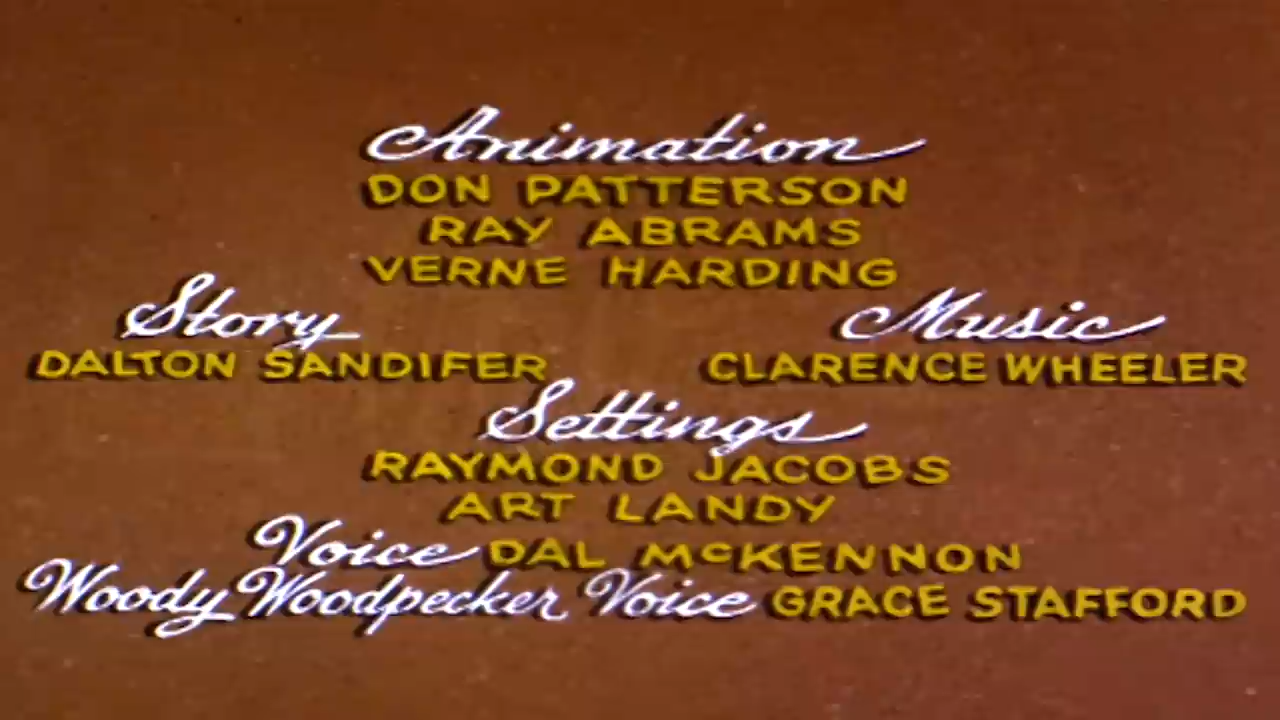 Animation
DON PATTERSON
RAY ABRAMS
VERNE HARDING
Story
DALTON SANDIFER
Music
CLARENCE WHEELER
Settings
RAYMOND JACOBS
ART LANDY
Voice DAL McKENNON
Woody Woodpecker Voice GRACE STAFFORD